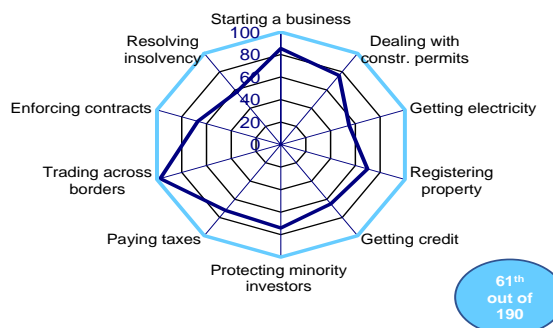 Starting a business
Dealing with
constr. permits
Getting electricity
Registering
property
Getting credit
Protecting minority
investors
Paying taxes
Trading across
borders
Enforcing contracts
Resolving
insolvency
100
80
60
40
20
0
61th
out of
190